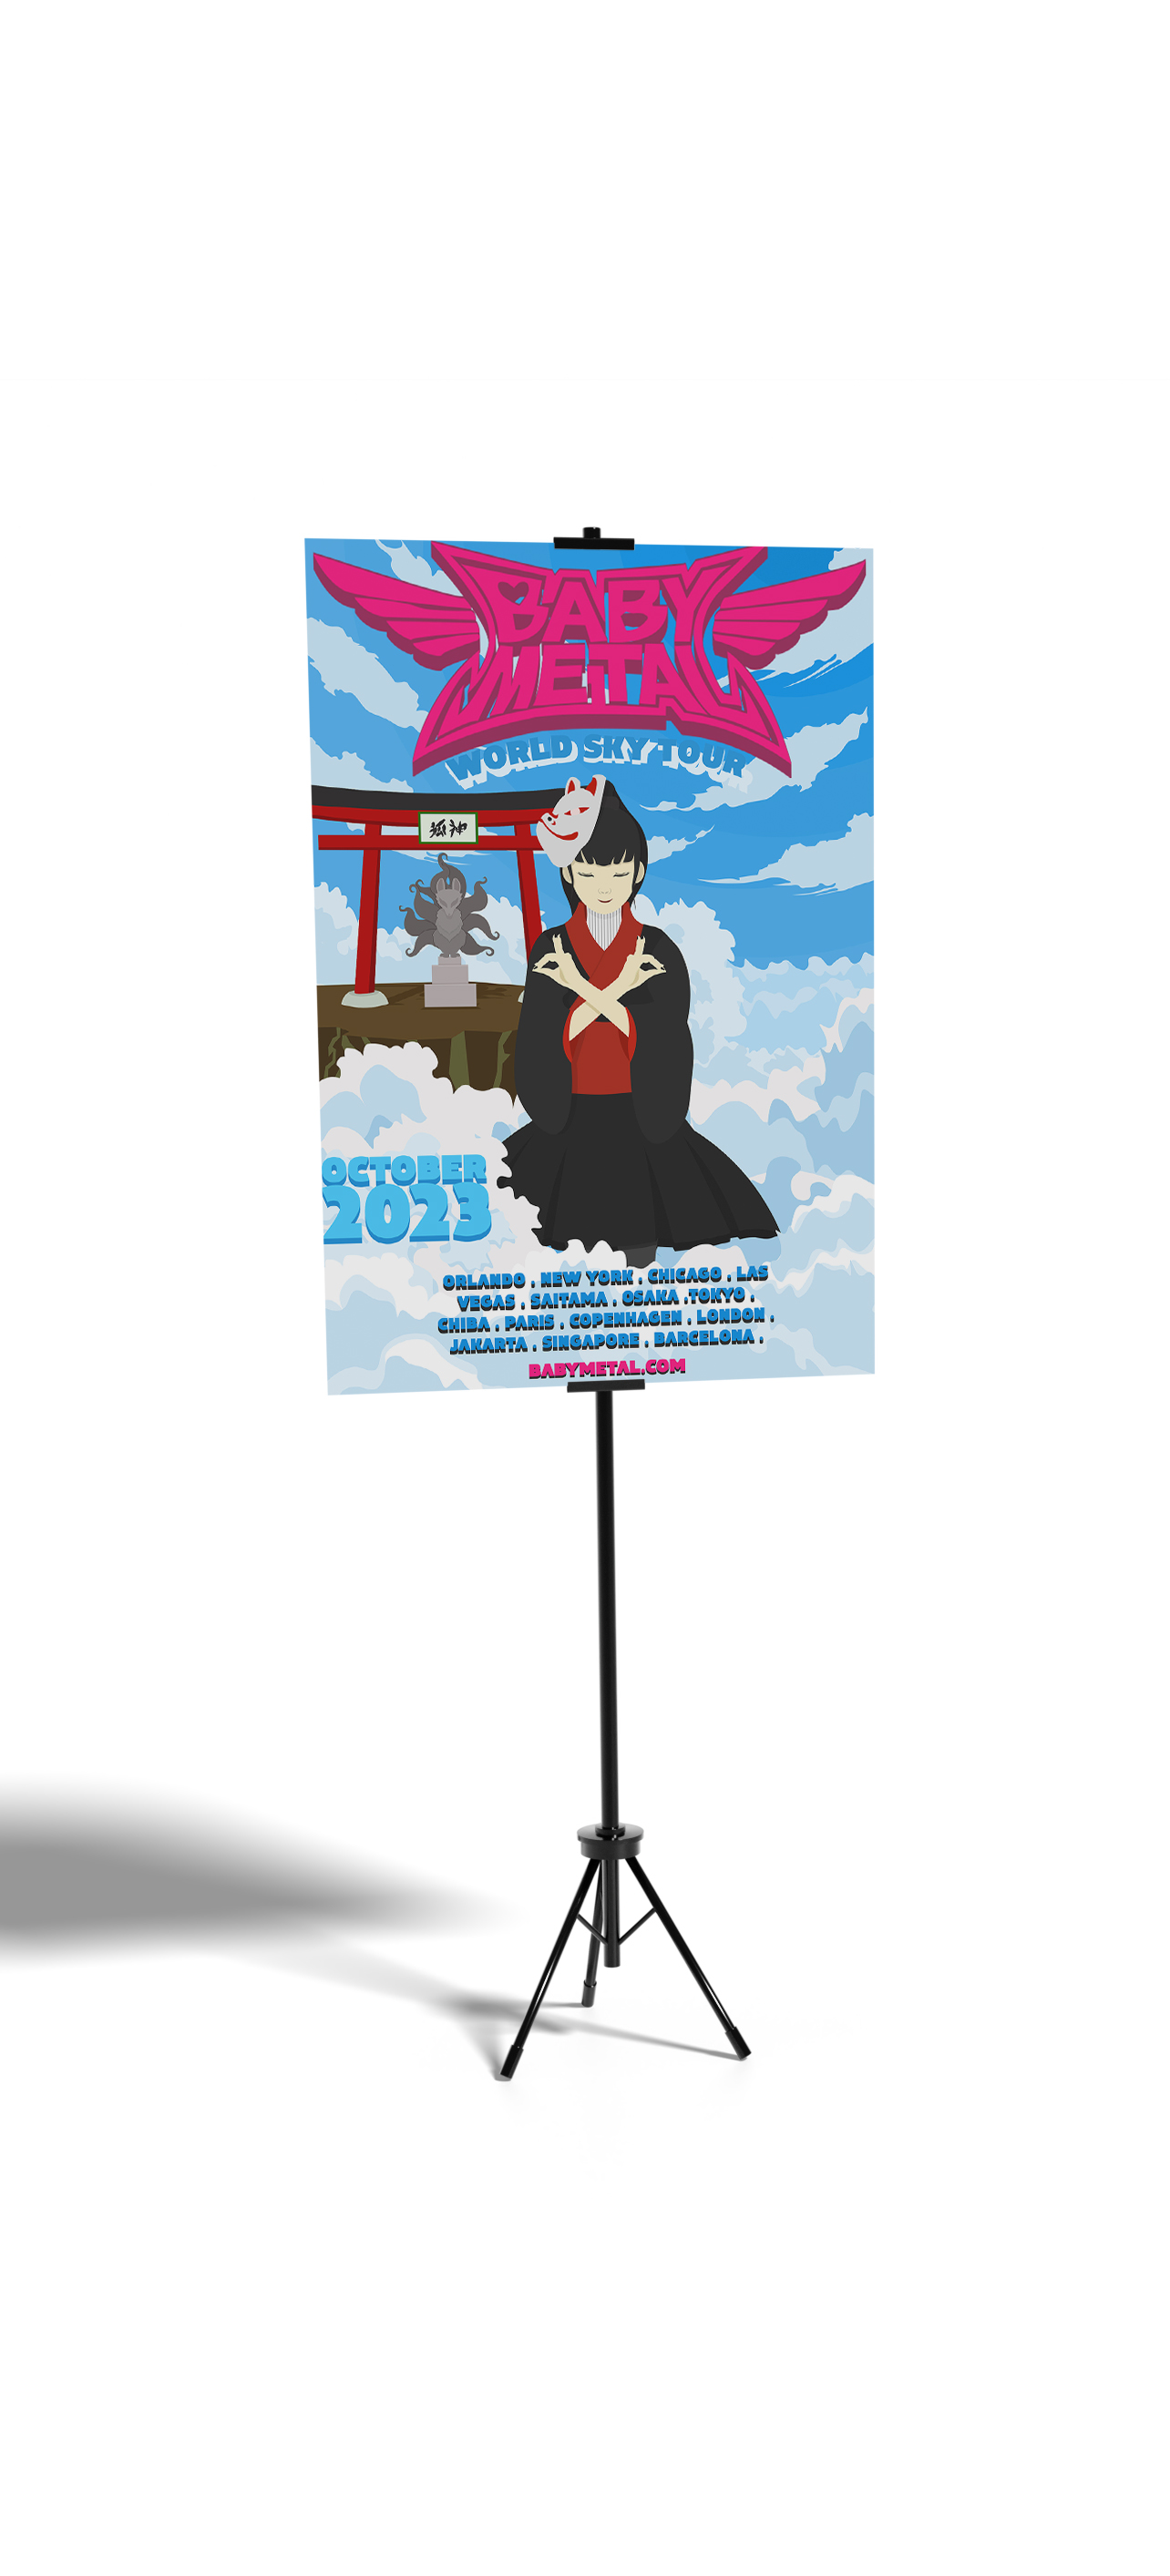 BABY
METAL
WORLD SKY TOUR
狐神
OCTOBER
2023
ORLANDO . NEW YORK . CHICAGO . LAS
VEGAS . SAITAMA . OSAKA .TOKYO .
CHIBA . PARIS . COPENHAGEN . LONDON .
JAKARTA . SINGAPORE . BARCELONA .
BABYMETAL.COM